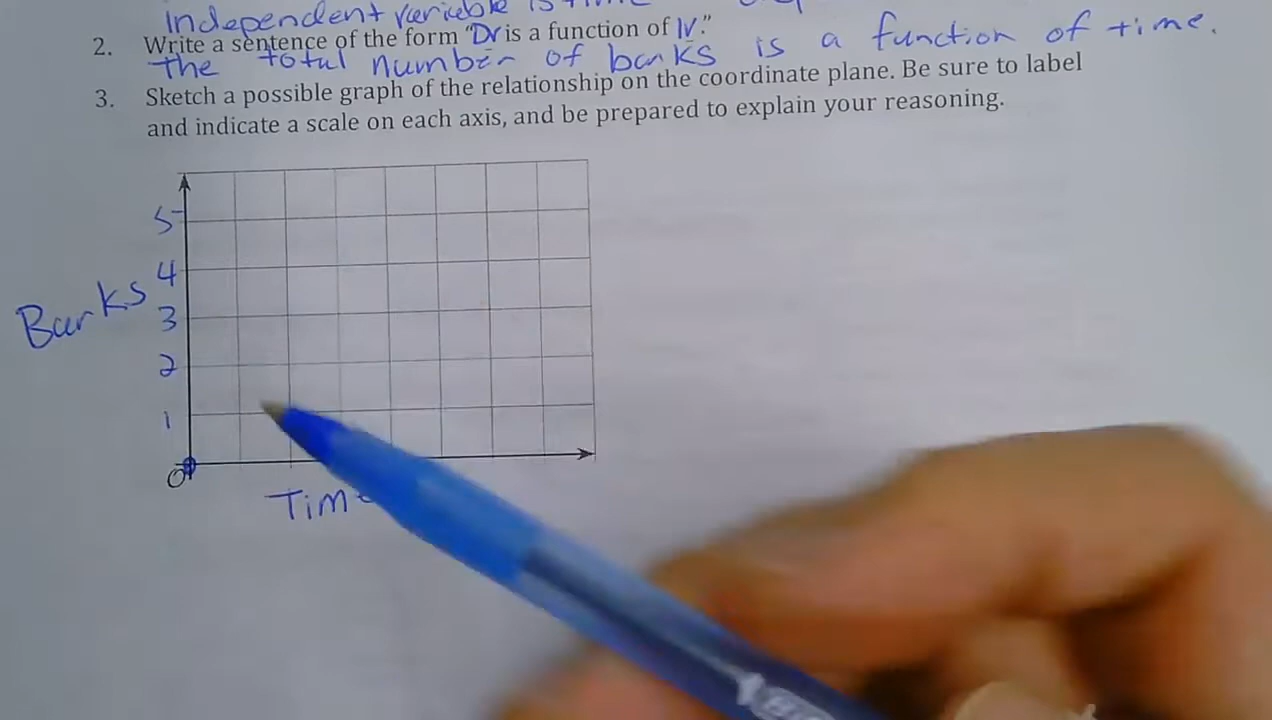 Independent variable is time
2. Write a sentence of the form "DV is a function of IV."
The total number of barks is a function of time.
3. Sketch a possible graph of the relationship on the coordinate plane. Be sure to label
and indicate a scale on each axis, and be prepared to explain your reasoning.
5
4
Barks
3
2
1
0
Tim